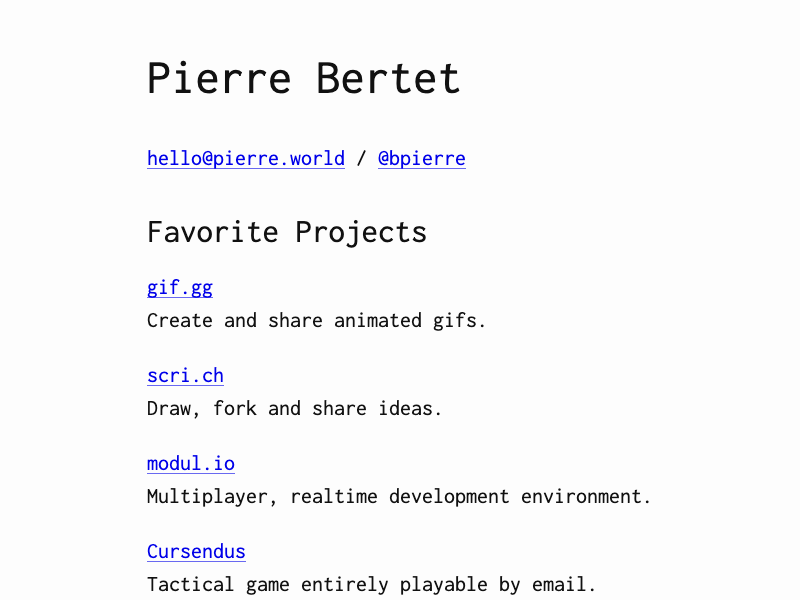 Pierre Bertet
hello@pierre.world / @bpierre
Favorite Projects
gif.gg
Create and share animated gifs.
scri.ch
Draw, fork and share ideas.
modul.io
Multiplayer, realtime development environment.
Cursendus
Tactical game entirely playable by email.